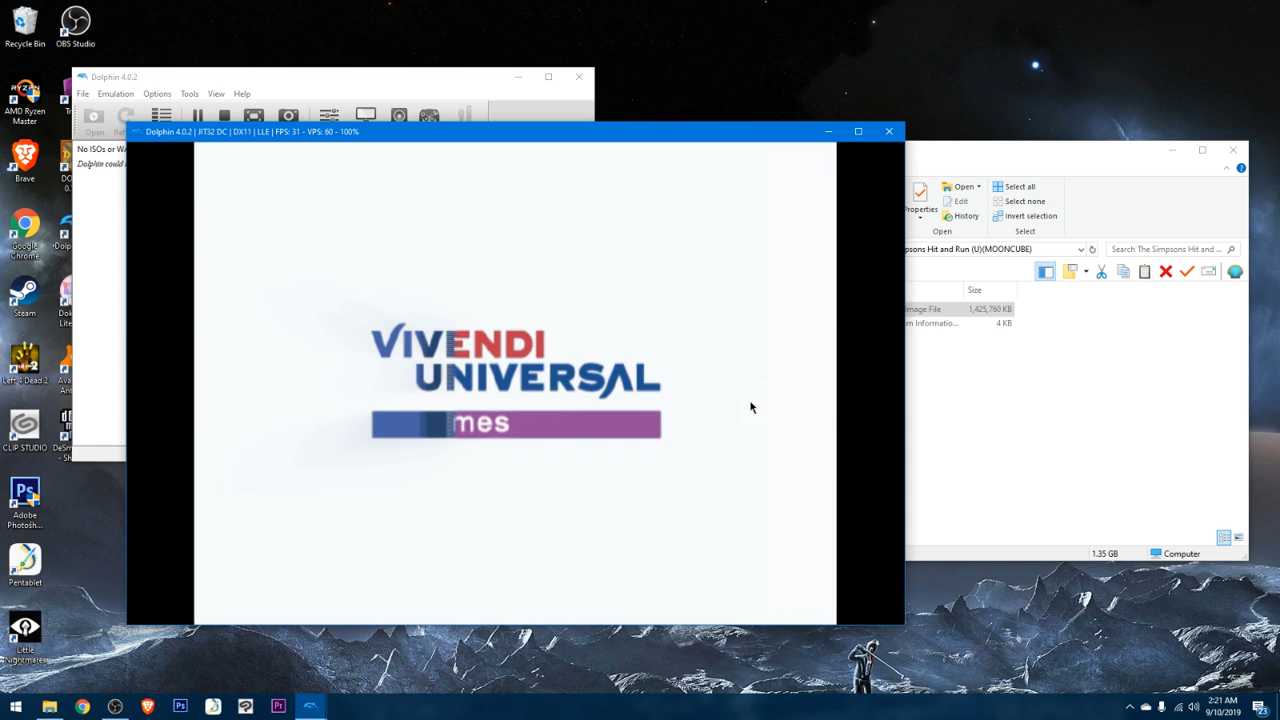 Recycle Bin
OBS Studio
AMD Ryzen
Master
Brave
Google
Chrome
Steam
Left 4 Dead 2
CLIP STUDIO
Adobe
Photosh...
Pentablet
Little
Nightmares
Dolphin 4.0.2
File Emulation Options Tools View Help
Open
No ISOs or
Dolphin could
Dolphin 4.0.2 | JIT32 DC | DX11 | LLE | FPS: 31 - VPS: 60 - 100%
VIVENDI
UNIVERSAL
mes
Properties
Open
Edit
History
Open
Select all
Select none
Invert selection
Select
psons Hit and Run (U)(MOONCUBE)
Search The Simpsons Hit and ...
Size
Image File 1,425,760 KB
m Informatio... 4 KB
1.35 GB
Computer
2:21 AM
9/10/2019
23